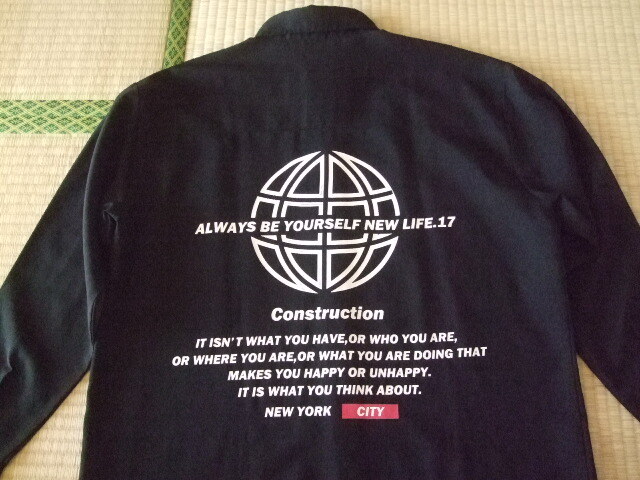 ALWAYS BE YOURSELF NEW LIFE.17
Construction
IT ISN'T WHAT YOU HAVE,OR WHO YOU ARE,
OR WHERE YOU ARE,OR WHAT YOU ARE DOING THAT
MAKES YOU HAPPY OR UNHAPPY.
IT IS WHAT YOU THINK ABOUT.
NEW YORK CITY